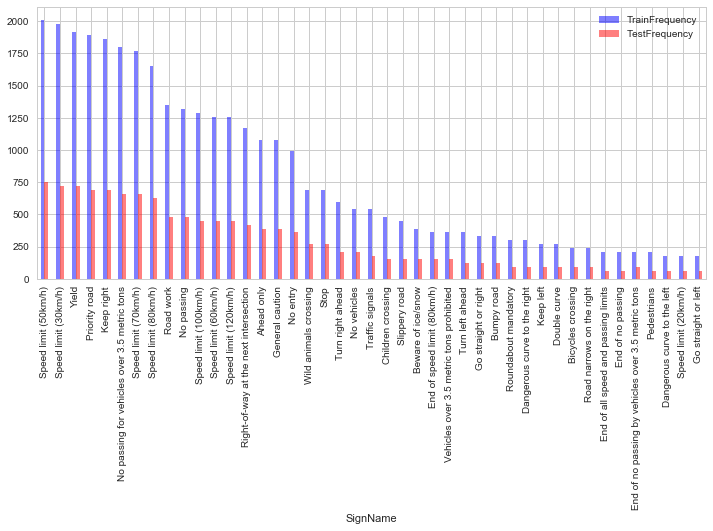 2000
1750
1500
1250
1000
750
500
250
0
TrainFrequency
TestFrequency
Speed limit (50km/h)
Speed limit (30km/h)
Yield
Priority road
Keep right
No passing for vehicles over 3.5 metric tons
Speed limit (70km/h)
Speed limit (80km/h)
Road work
No passing
Speed limit (100km/h)
Speed limit (60km/h)
Speed limit (120km/h)
Right-of-way at the next intersection
Ahead only
General caution
No entry
Wild animals crossing
Stop
Turn right ahead
No vehicles
Traffic signals
Children crossing
Slippery road
Beware of ice/snow
End of speed limit (80km/h)
Vehicles over 3.5 metric tons prohibited
Turn left ahead
Go straight or right
Bumpy road
Roundabout mandatory
Dangerous curve to the right
Keep left
Double curve
Bicycles crossing
Road narrows on the right
End of all speed and passing limits
End of no passing
End of no passing by vehicles over 3.5 metric tons
Pedestrians
Dangerous curve to the left
Speed limit (20km/h)
Go straight or left
SignName